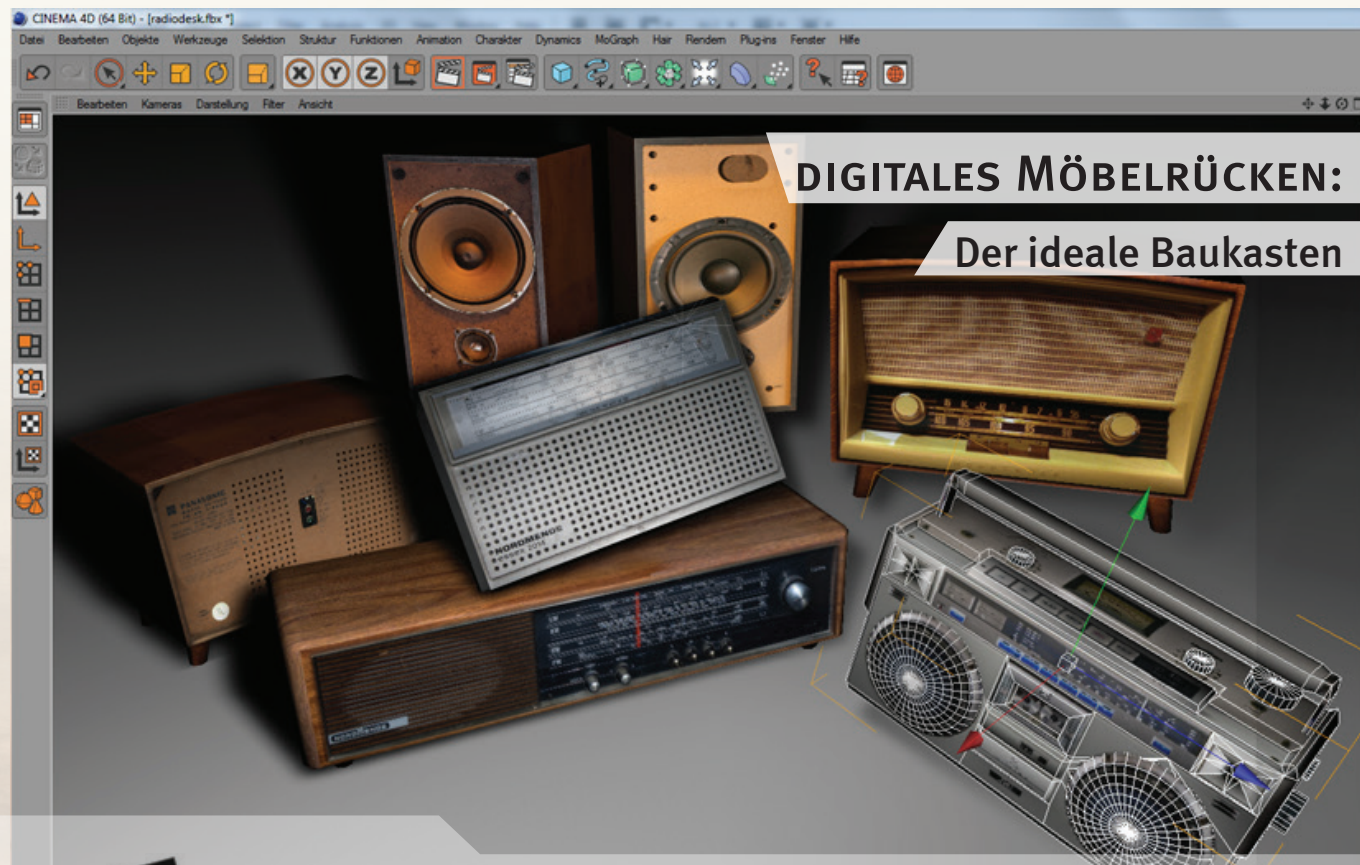 CINEMA 4D (64 Bit) - [radiodesk.fbx *]
Datei Bearbeiten Objekte Werkzeuge Selektion Struktur Funktionen Animation Charakter Dynamics MoGraph Hair Rendern Plug-ins Fenster Hilfe
X Y Z
Bearbeiten Kameras Darstellung Filter Ansicht
DIGITALES MÖBELRÜCKEN:
Der ideale Baukasten
PANASONIC
NORDMENDE
NORDMENDE